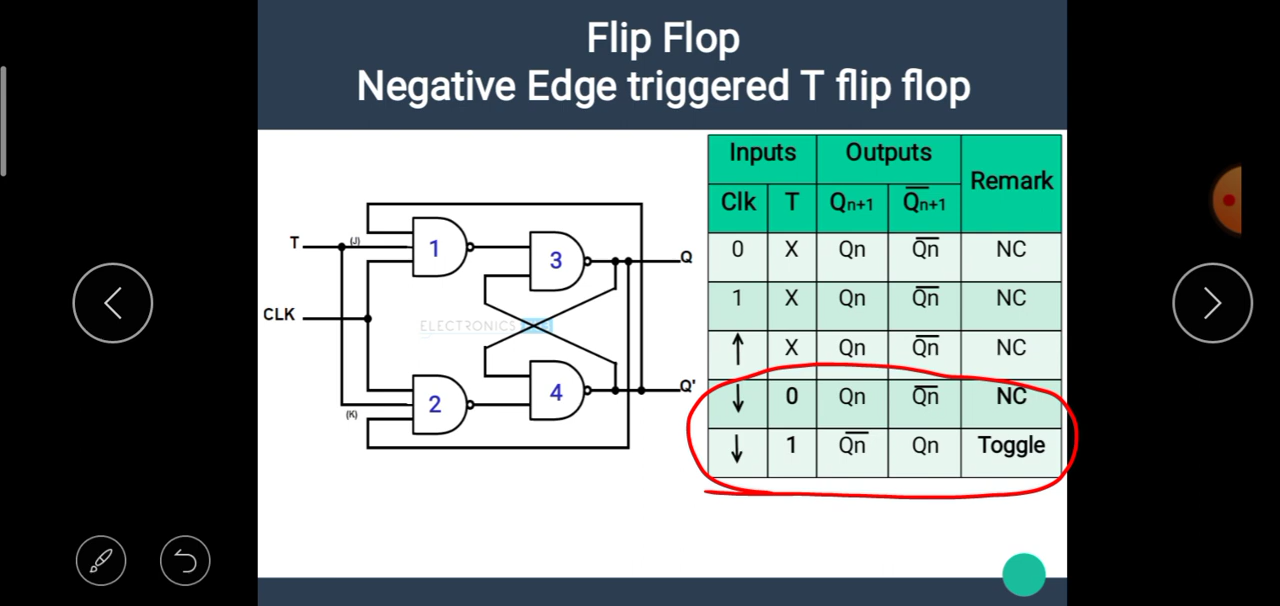 Flip Flop
Negative Edge triggered T flip flop
Inputs Outputs Remark
Clk T Qn+1 Q̅n+1
0 X Qn Q̅n̅ NC
1 X Qn Q̅n̅ NC
↑ X Qn Q̅n̅ NC
↓ 0 Qn Q̅n̅ NC
↓ 1 Q̅n̅ Qn Toggle
T (J) 1 3 Q
CLK
ELECTRONICS
(K) 2 4 Q'